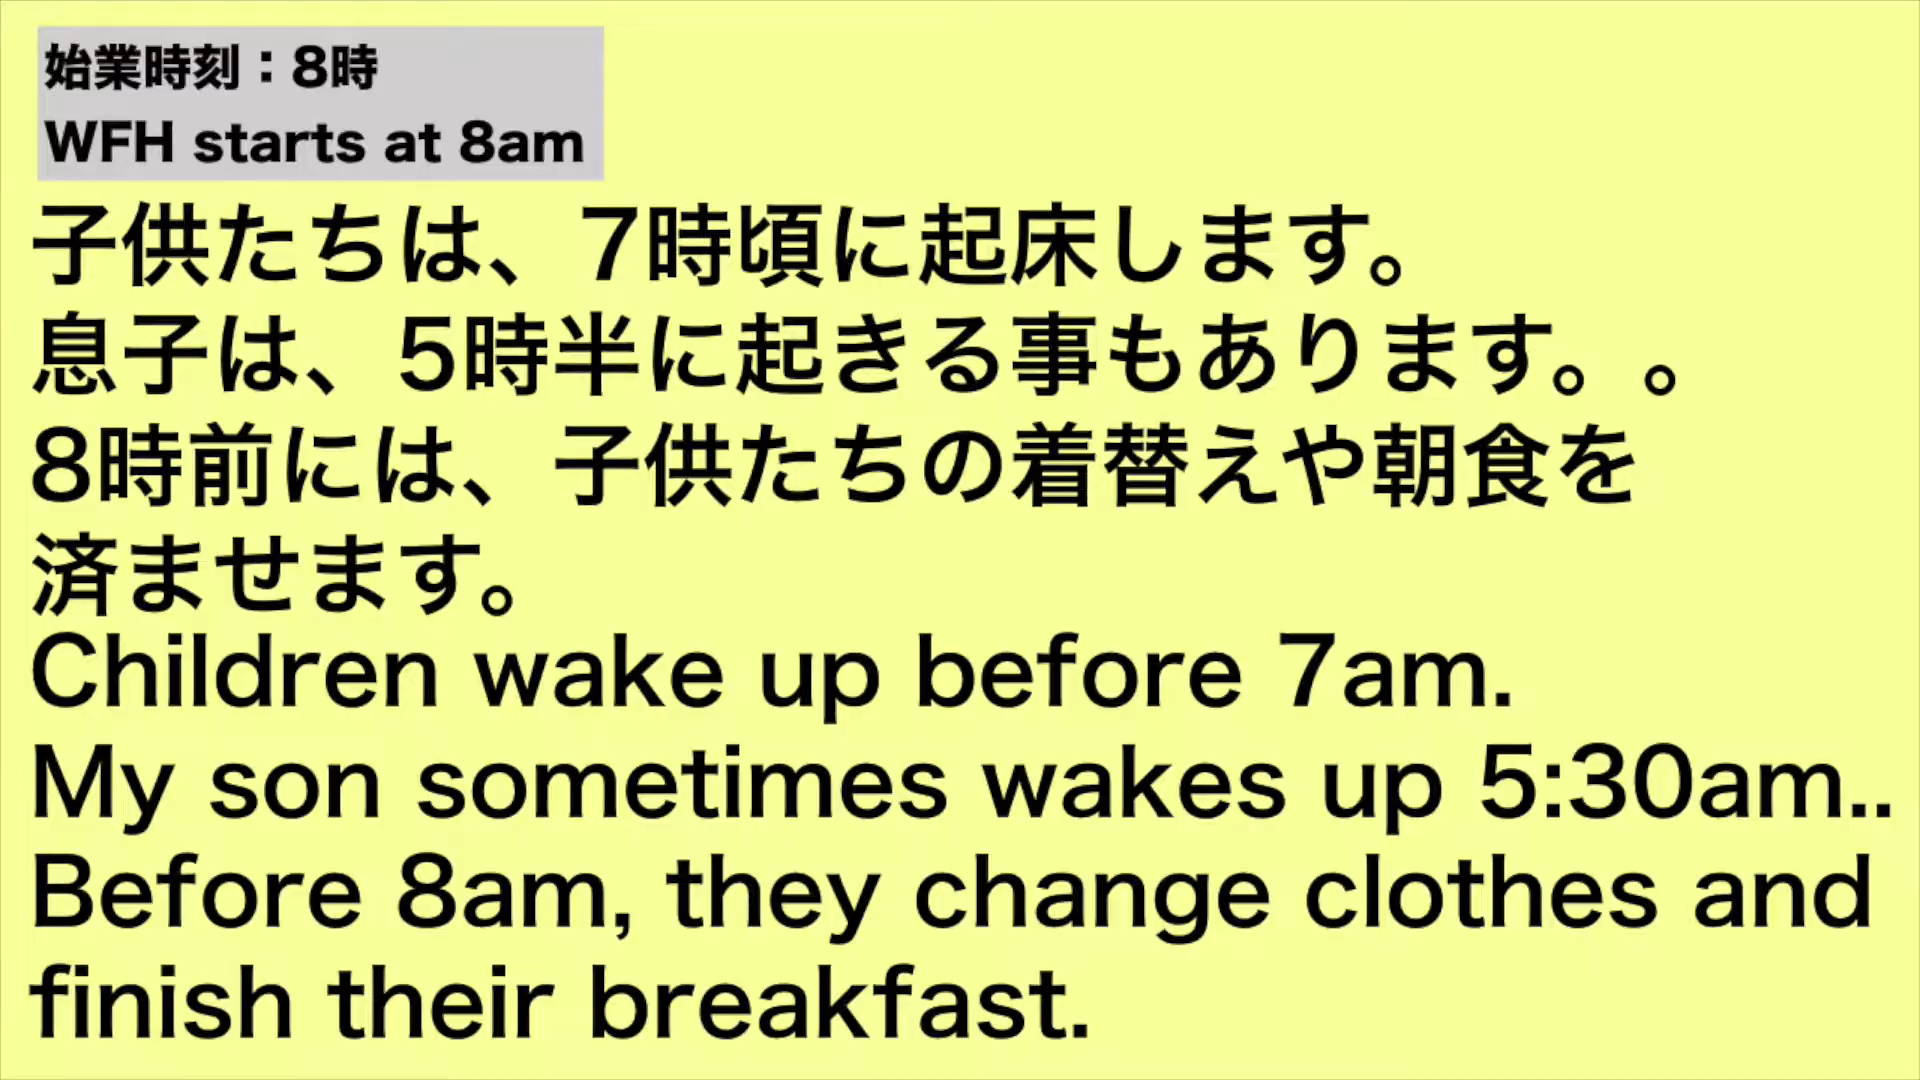 始業時刻：8時
WFH starts at 8am
子供たちは、7時頃に起床します。
息子は、5時半に起きる事もあります。。
8時前には、子供たちの着替えや朝食を
済ませます。
Children wake up before 7am.
My son sometimes wakes up 5:30am..
Before 8am, they change clothes and
finish their breakfast.